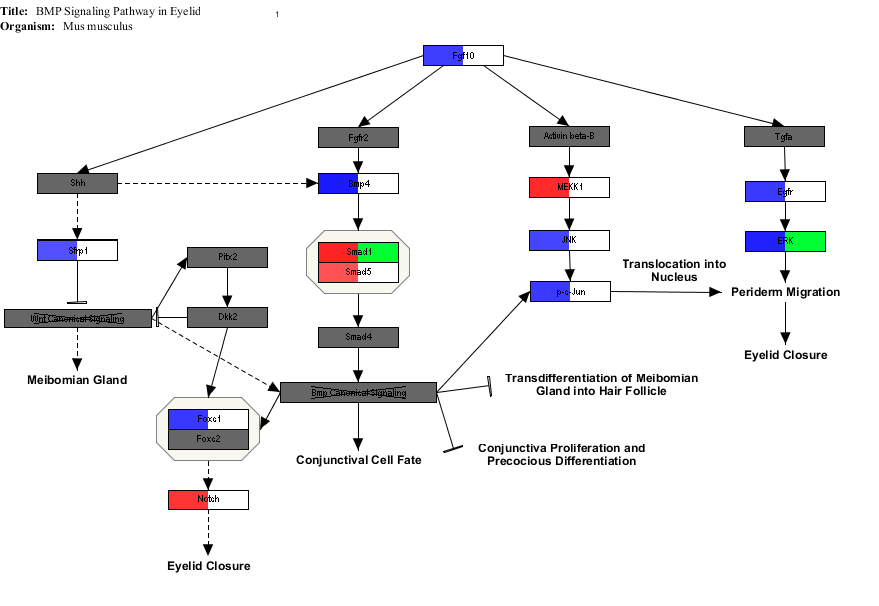 Title: BMP Signaling Pathway in Eyelid
1
Organism: Mus musculus
Fgf10
Fgfr2
Activin beta-B
Tgfa
Shh
Bmp4
MEKK1
Egfr
Sfrp1
Smad1
Smad5
JNK
ERK
Pitx2
Translocation into
Nucleus
p-c-Jun
Periderm Migration
Wnt Canonical Signaling
Dkk2
Smad4
Eyelid Closure
Meibomian Gland
Bmp Canonical Signaling
Transdifferentiation of Meibomian
Gland into Hair Follicle
Foxc1
Foxc2
Conjunctival Cell Fate
Conjunctiva Proliferation and
Precocious Differentiation
Notch
Eyelid Closure